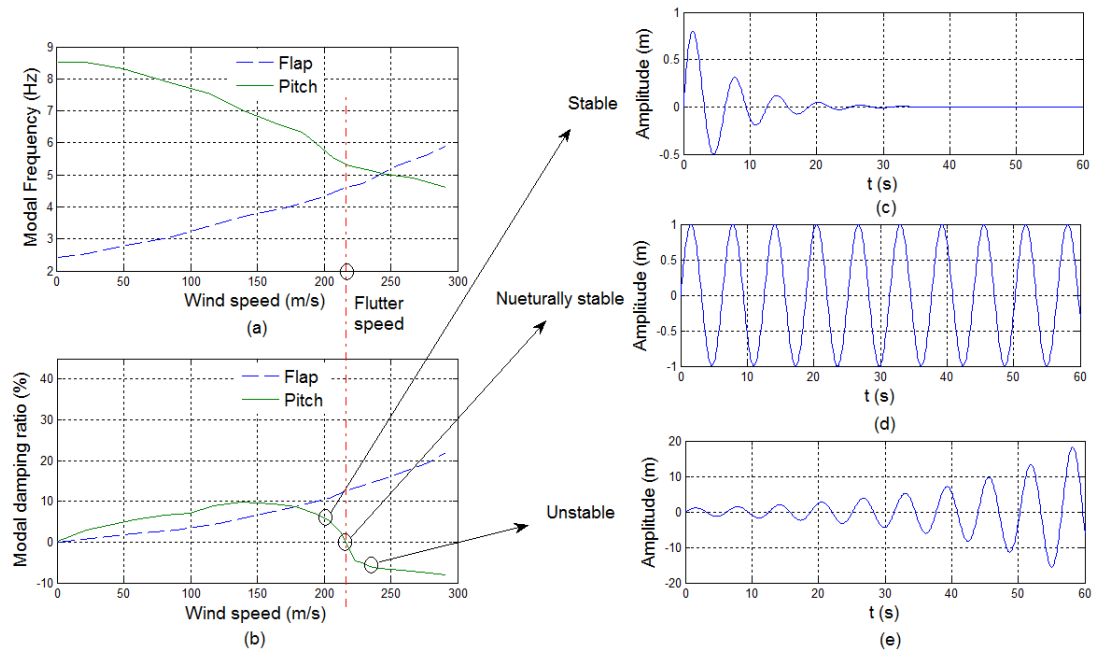 9
8
7
6
5
4
3
2
Modal Frequency (Hz)
Flap
Pitch
0 50 100 150 200 250 300
Wind speed (m/s)
(a)
Flutter
speed
40
30
20
10
0
-10
Modal damping ratio (%)
Flap
Pitch
0 50 100 150 200 250 300
Wind speed (m/s)
(b)
Stable
Nueturally stable
Unstable
1
0.5
0
-0.5
Amplitude (m)
0 10 20 30 40 50 60
t (s)
(c)
1
0.5
0
-0.5
-1
Amplitude (m)
0 10 20 30 40 50 60
t (s)
(d)
20
10
0
-10
-20
Amplitude (m)
0 10 20 30 40 50 60
t (s)
(e)